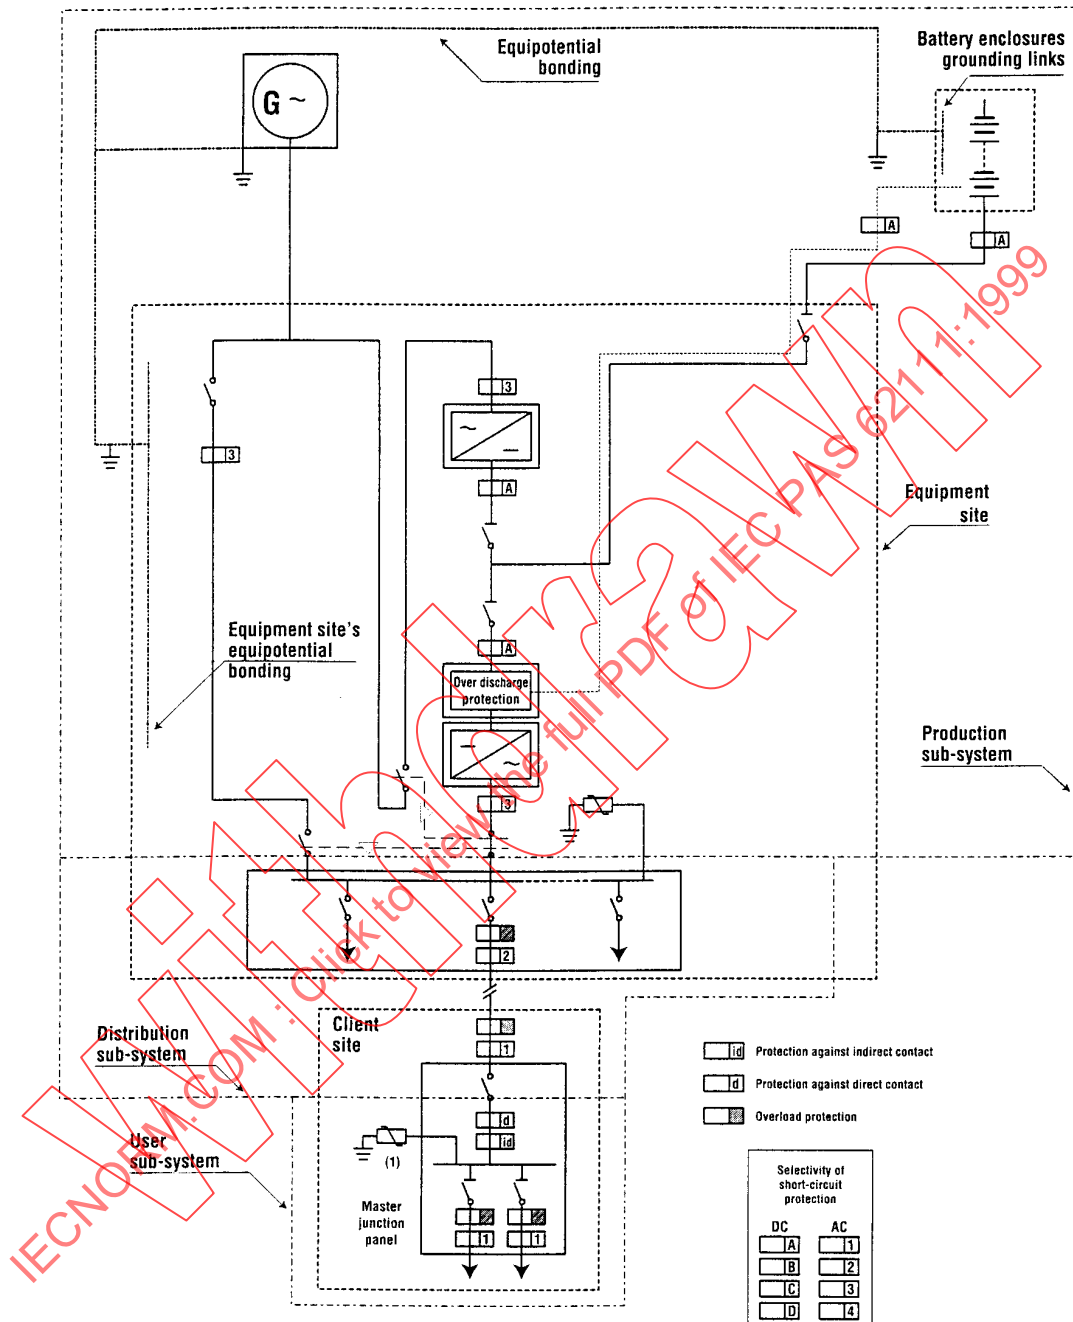 Equipotential
bonding
Battery enclosures
grounding links
G ~
A
A
3
~
3
A
Equipment
site
A
Equipment site's
equipotential
bonding
Over discharge
protection
~
3
Production
sub-system
2
Distribution
sub-system
Client
site
1
id Protection against indirect contact
d Protection against direct contact
Overload protection
d
id
(1)
User
sub-system
Master
junction
panel
1
1
Selectivity of
short-circuit
protection
DC AC
A 1
B 2
C 3
D 4
Withdrawn
IECNORM.COM : Click to view the full PDF of IEC PAS 62111:1999